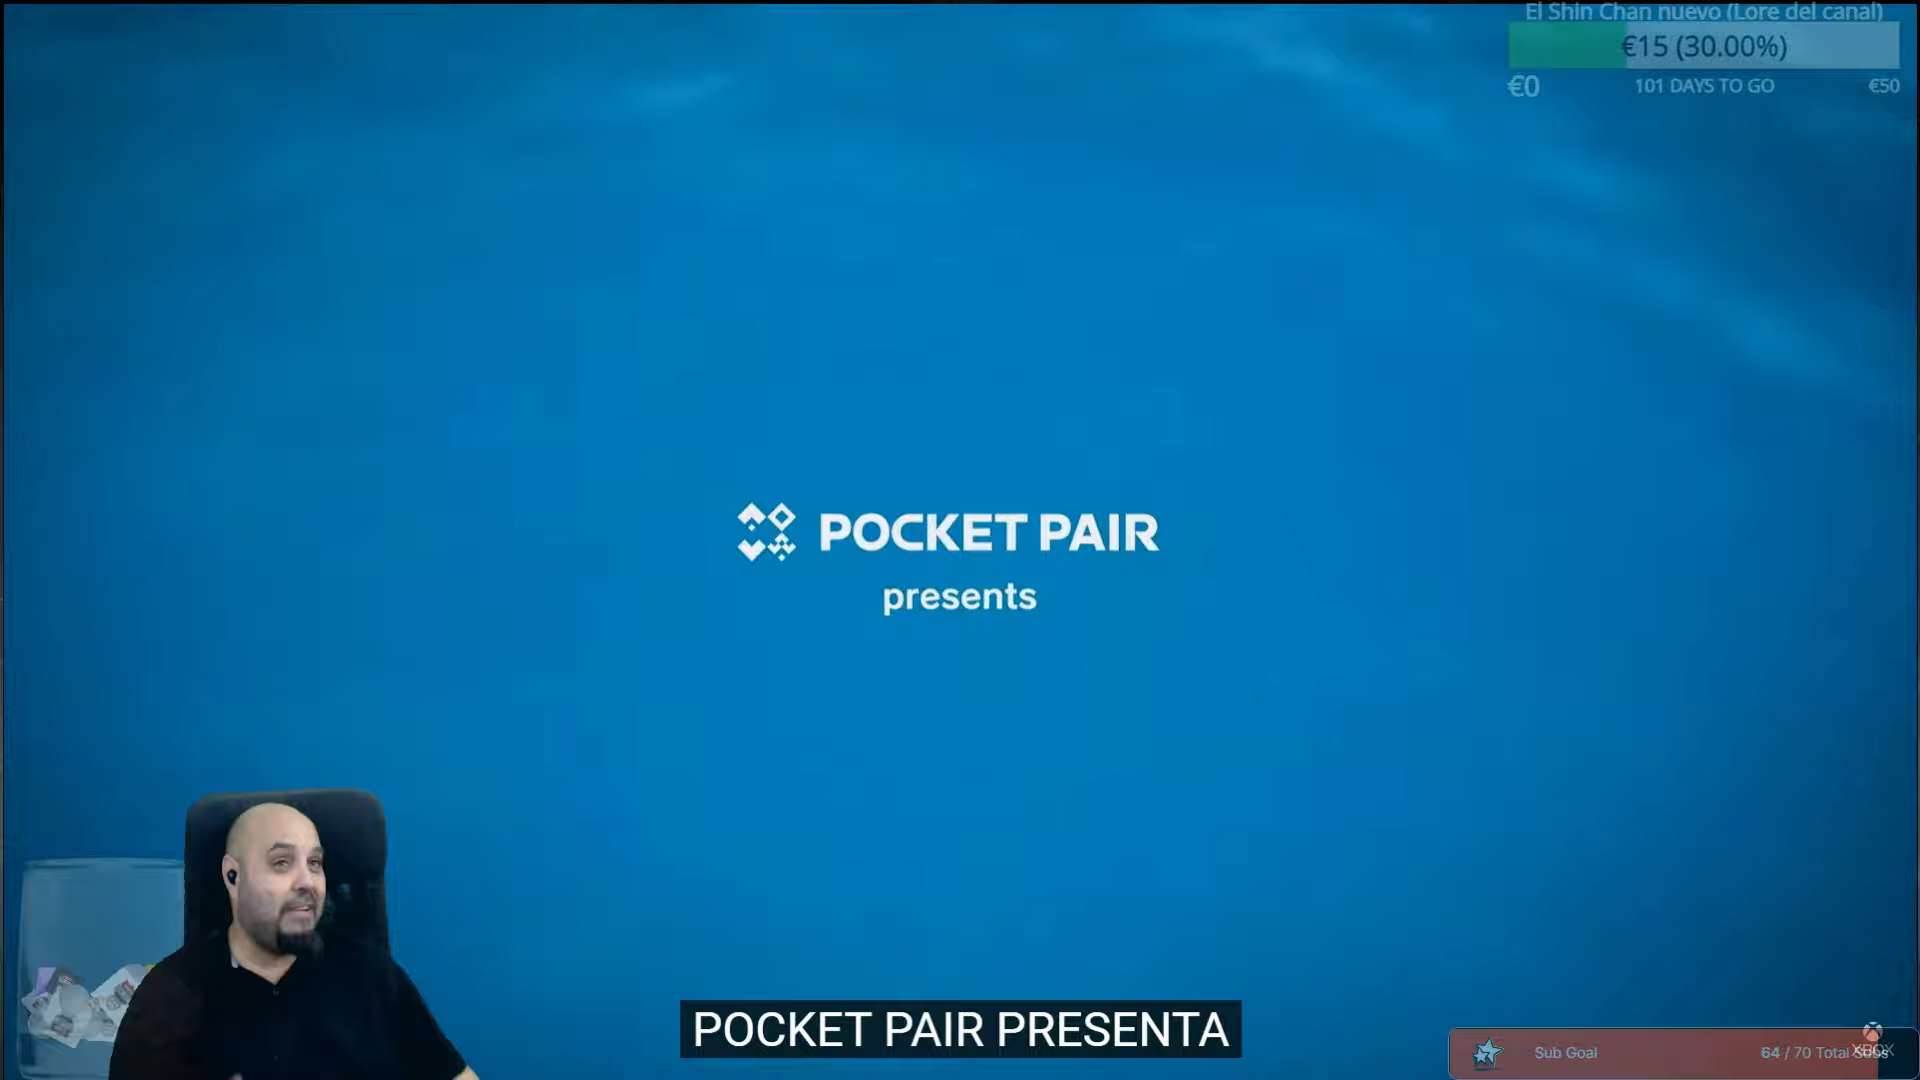 El Shin Chan nuevo (Lore del canal)
€15 (30.00%)
€0 101 DAYS TO GO €50
POCKET PAIR
presents
POCKET PAIR PRESENTA
Sub Goal 64 / 70 Total Subs
XBOX